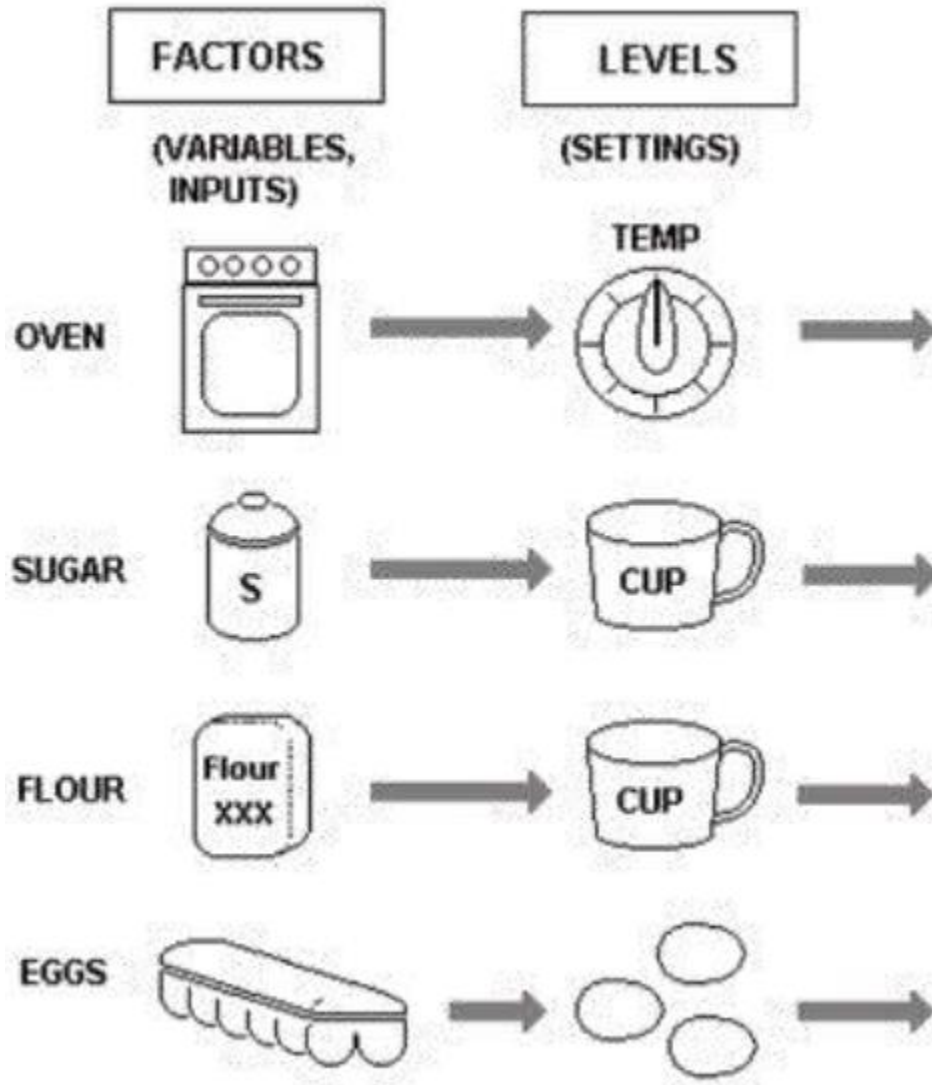 FACTORS
LEVELS
(VARIABLES,
INPUTS)
(SETTINGS)
TEMP
OVEN
SUGAR
S
CUP
FLOUR
Flour
XXX
CUP
EGGS